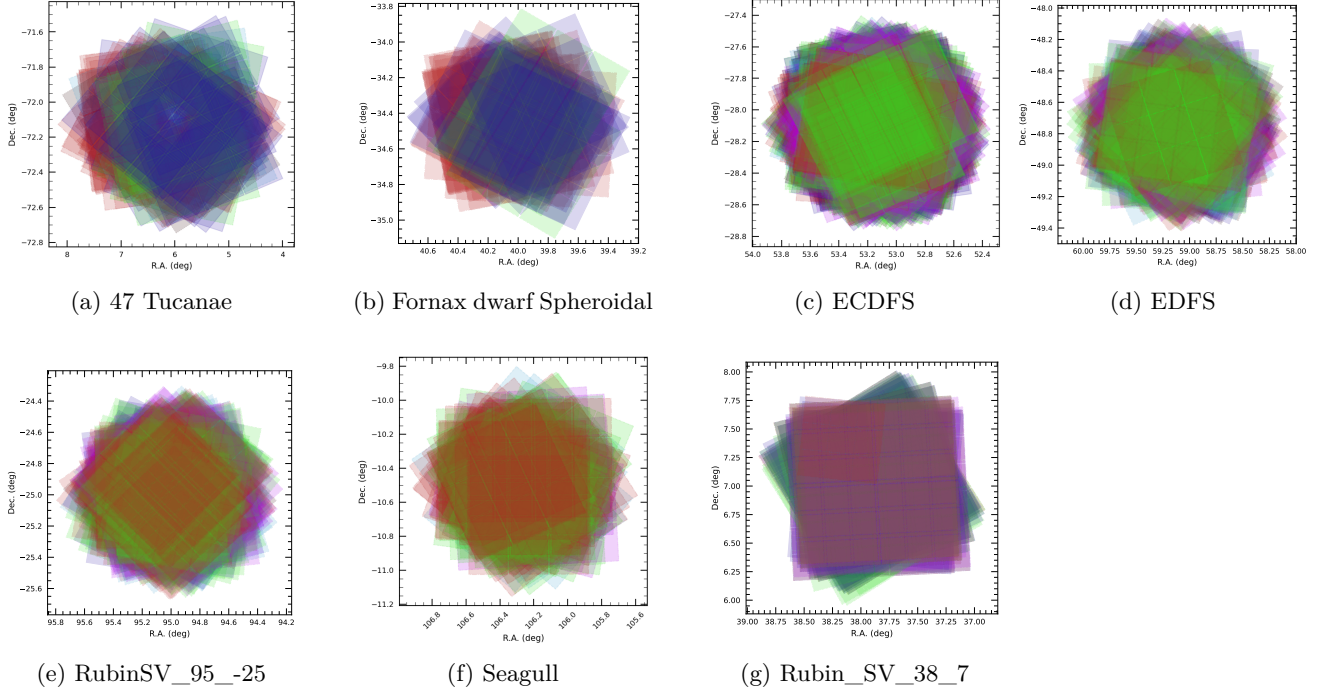 −71.6
−71.8
−72.0
−72.2
−72.4
−72.6
−72.8
Dec. (deg)
8 7 6 5 4
R.A. (deg)
(a) 47 Tucanae
−33.8
−34.0
−34.2
−34.4
−34.6
−34.8
−35.0
Dec. (deg)
40.6 40.4 40.2 40.0 39.8 39.6 39.4 39.2
R.A. (deg)
(b) Fornax dwarf Spheroidal
−27.4
−27.6
−27.8
−28.0
−28.2
−28.4
−28.6
−28.8
Dec. (deg)
54.0 53.8 53.6 53.4 53.2 53.0 52.8 52.6 52.4
R.A. (deg)
(c) ECDFS
−48.0
−48.2
−48.4
−48.6
−48.8
−49.0
−49.2
−49.4
Dec. (deg)
60.00 59.75 59.50 59.25 59.00 58.75 58.50 58.25 58.00
R.A. (deg)
(d) EDFS
−24.4
−24.6
−24.8
−25.0
−25.2
−25.4
−25.6
Dec. (deg)
95.8 95.6 95.4 95.2 95.0 94.8 94.6 94.4 94.2
R.A. (deg)
(e) RubinSV_95_-25
−9.8
−10.0
−10.2
−10.4
−10.6
−10.8
−11.0
−11.2
Dec. (deg)
106.8 106.6 106.4 106.2 106.0 105.8 105.6
R.A. (deg)
(f) Seagull
8.00
7.75
7.50
7.25
7.00
6.75
6.50
6.25
6.00
Dec. (deg)
39.00 38.75 38.50 38.25 38.00 37.75 37.50 37.25 37.00
R.A. (deg)
(g) Rubin_SV_38_7